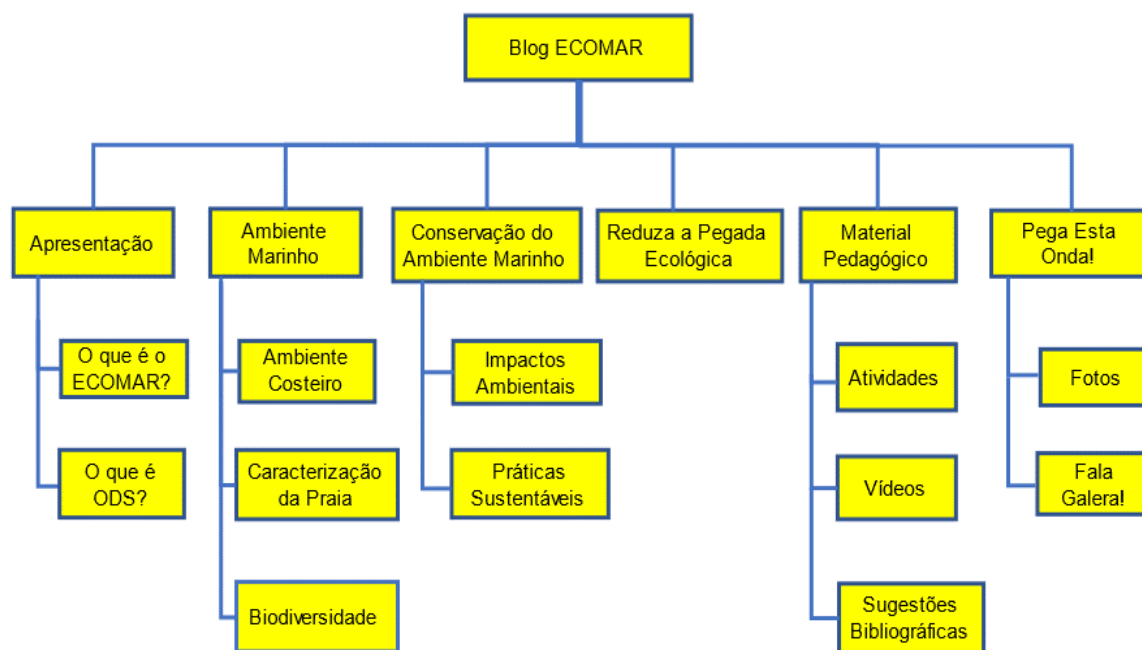 Blog ECOMAR
Apresentação
Ambiente
Marinho
Conservação do
Ambiente Marinho
Reduza a Pegada
Ecológica
Material
Pedagógico
Pega Esta
Onda!
O que é o
ECOMAR?
O que é
ODS?
Ambiente
Costeiro
Caracterização
da Praia
Biodiversidade
Impactos
Ambientais
Práticas
Sustentáveis
Atividades
Vídeos
Sugestões
Bibliográficas
Fotos
Fala
Galera!